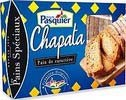 Pasquier
Chapata
Pain de caractère
Pains Spéciaux